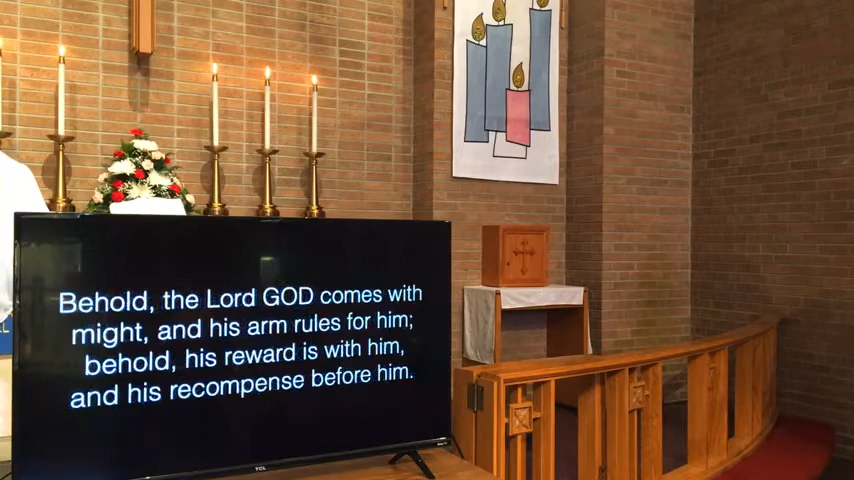 Behold, the Lord GOD comes with
might, and his arm rules for him;
behold, his reward is with him,
and his recompense before him.
TCL